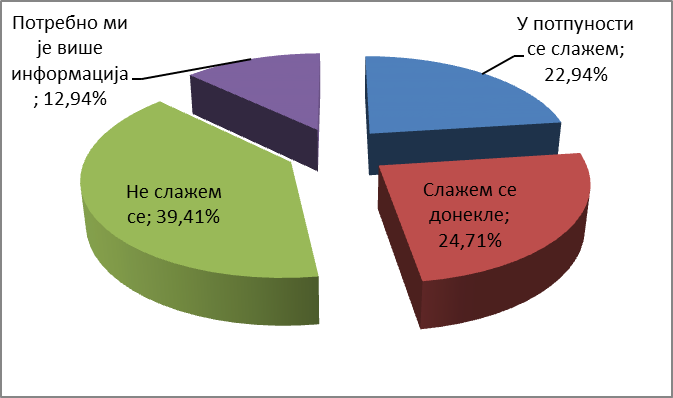 Потребно ми
је више
информација
; 12,94%
У потпуности
се слажем;
22,94%
Не слажем
се; 39,41%
Слажем се
донекле;
24,71%